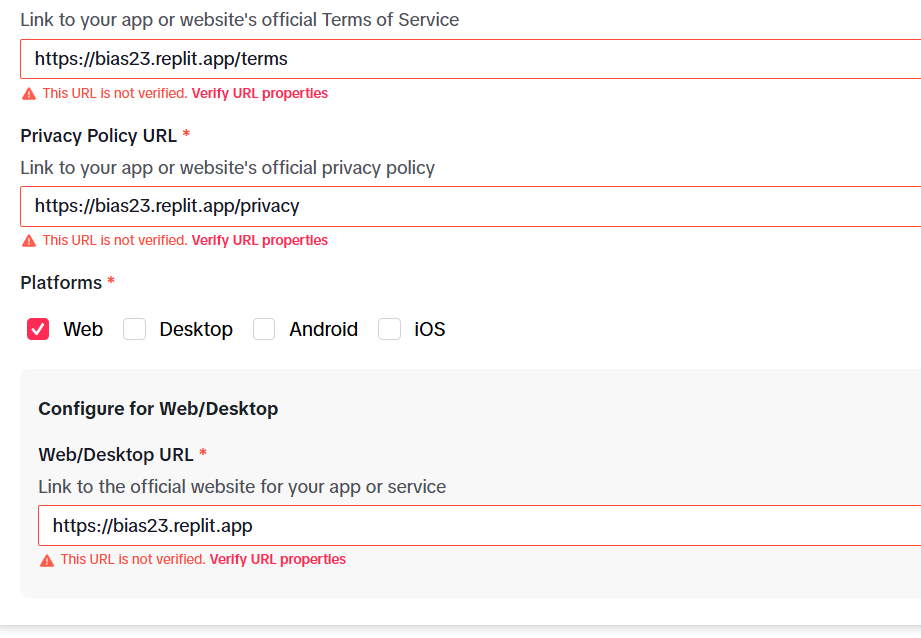 Link to your app or website's official Terms of Service
https://bias23.replit.app/terms
This URL is not verified. Verify URL properties
Privacy Policy URL *
Link to your app or website's official privacy policy
https://bias23.replit.app/privacy
This URL is not verified. Verify URL properties
Platforms *
Web Desktop Android iOS
Configure for Web/Desktop
Web/Desktop URL *
Link to the official website for your app or service
https://bias23.replit.app
This URL is not verified. Verify URL properties